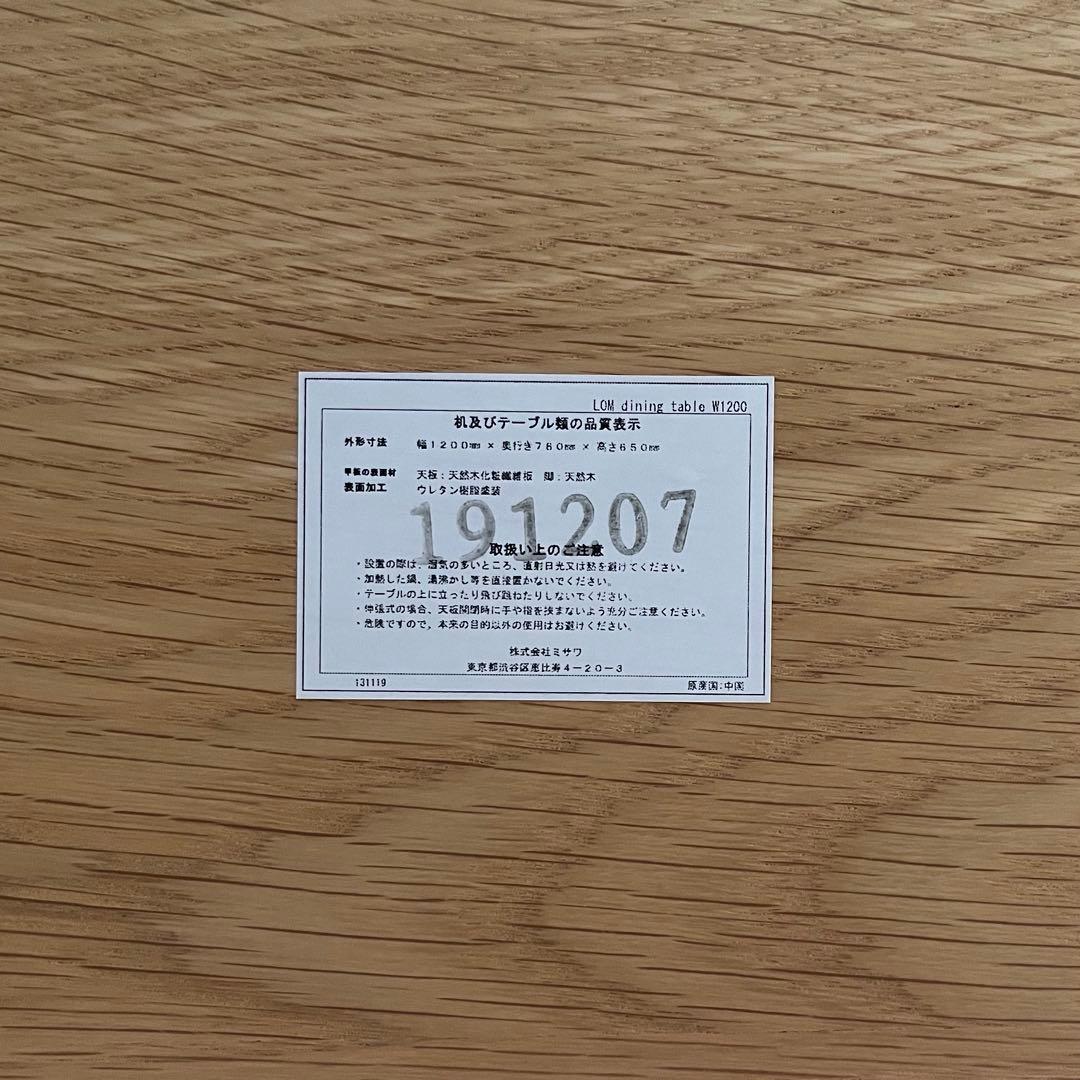 LOM dining table W1200
机及びテーブル類の品質表示
外形寸法 幅1200mm × 奥行き760mm × 高さ650mm
甲板の表面材 天板：天然木化粧繊維板 脚：天然木
表面加工 ウレタン樹脂塗装
191207
取扱い上のご注意
・設置の際は、湿気の多いところ、直射日光又は熱を避けてください。
・加熱した鍋、湯沸かし等を直接置かないでください。
・テーブルの上に立ったり飛び跳ねたりしないでください。
・伸張式の場合、天板開閉時に手や指を挟まないよう充分ご注意ください。
・危険ですので、本来の目的以外の使用はお避けください。
株式会社ミサワ
東京都渋谷区恵比寿4－20－3
131119 原産国:中国